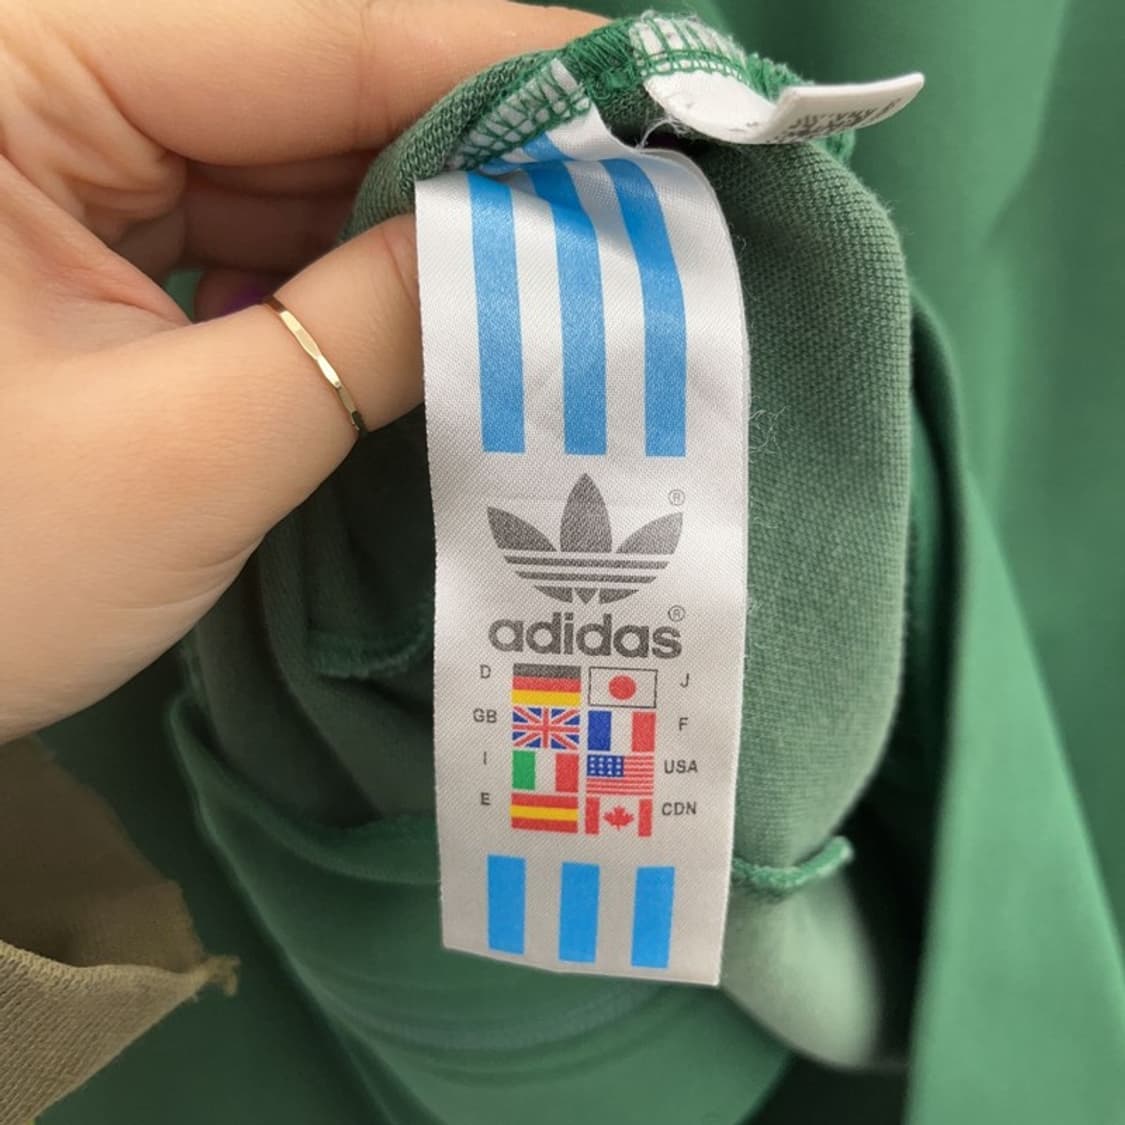 ®
adidas®
D J
GB F
I USA
E CDN